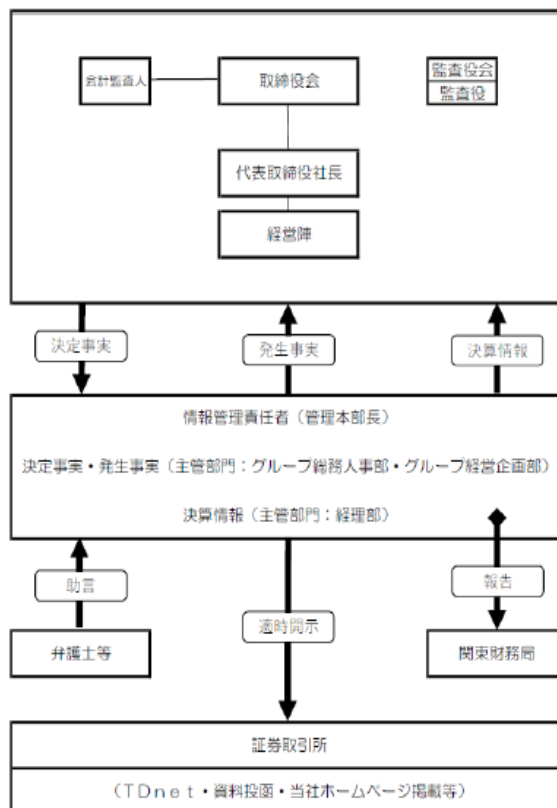 会計監査人
取締役会
監査役会
監査役
代表取締役社長
経営陣
決定事実
発生事実
決算情報
情報管理責任者（管理本部長）
決定事実・発生事実（主管部門：グループ総務人事部・グループ経営企画部）
決算情報（主管部門：経理部）
助言
適時開示
報告
弁護士等
関東財務局
証券取引所
（ＴＤｎｅｔ・資料投函・当社ホームページ掲載等）